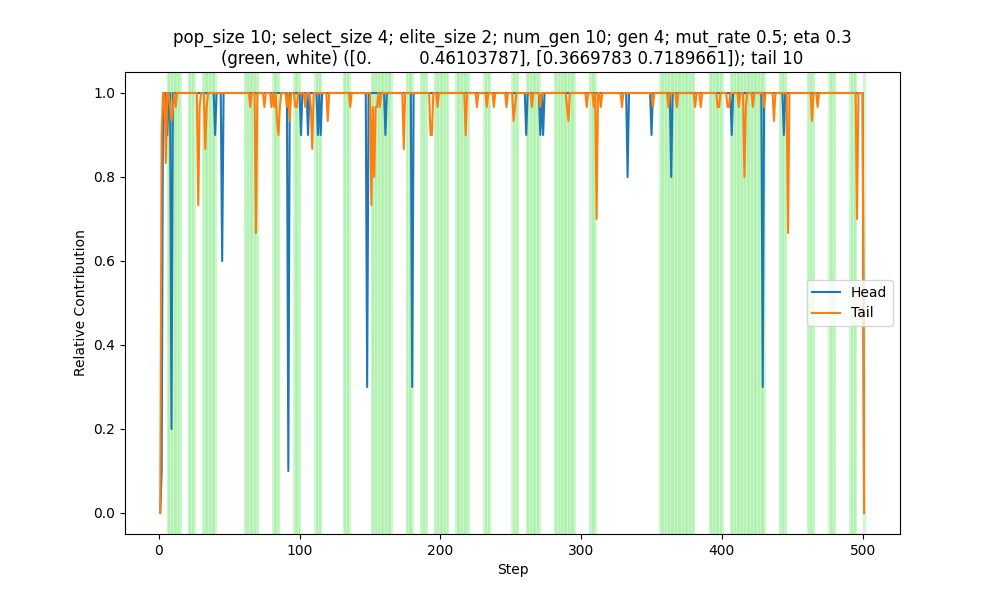 pop_size 10; select_size 4; elite_size 2; num_gen 10; gen 4; mut_rate 0.5; eta 0.3
(green, white) ([0. 0.46103787], [0.3669783 0.7189661]); tail 10
1.0
0.8
0.6
0.4
0.2
0.0
Relative Contribution
Head
Tail
0 100 200 300 400 500
Step